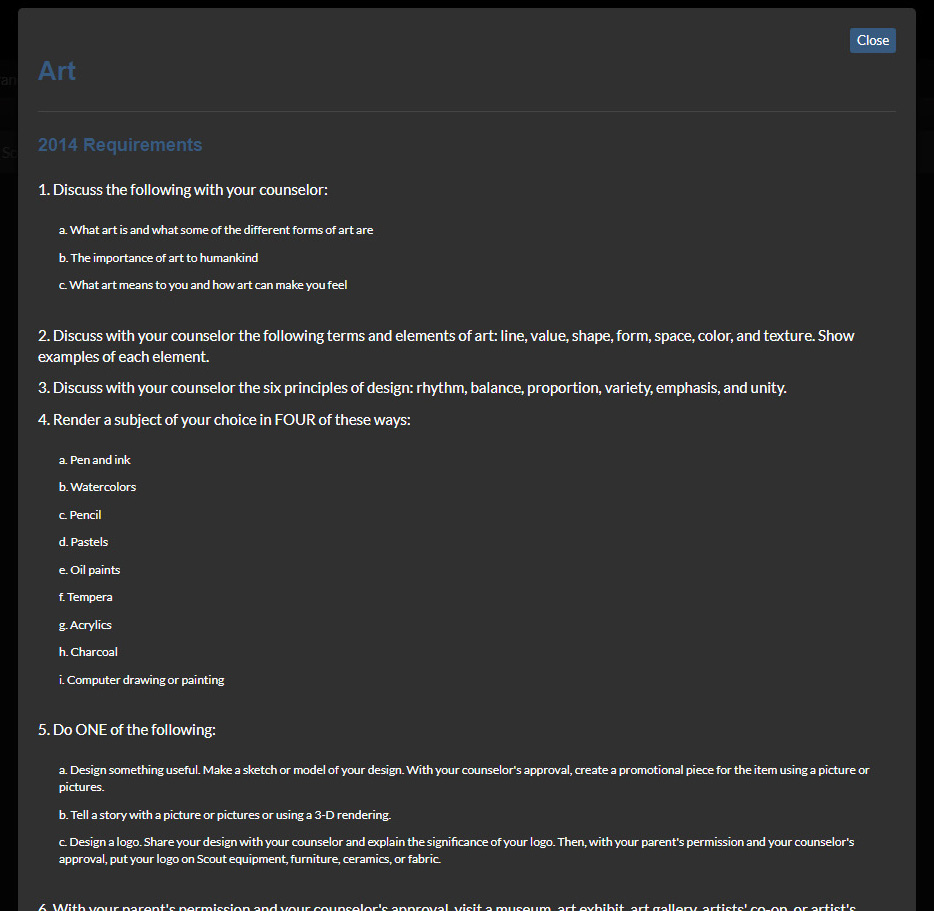 Close
Art
2014 Requirements
1. Discuss the following with your counselor:
a. What art is and what some of the different forms of art are
b. The importance of art to humankind
c. What art means to you and how art can make you feel
2. Discuss with your counselor the following terms and elements of art: line, value, shape, form, space, color, and texture. Show
examples of each element.
3. Discuss with your counselor the six principles of design: rhythm, balance, proportion, variety, emphasis, and unity.
4. Render a subject of your choice in FOUR of these ways:
a. Pen and ink
b. Watercolors
c. Pencil
d. Pastels
e. Oil paints
f. Tempera
g. Acrylics
h. Charcoal
i. Computer drawing or painting
5. Do ONE of the following:
a. Design something useful. Make a sketch or model of your design. With your counselor's approval, create a promotional piece for the item using a picture or
pictures.
b. Tell a story with a picture or pictures or using a 3-D rendering.
c. Design a logo. Share your design with your counselor and explain the significance of your logo. Then, with your parent's permission and your counselor's
approval, put your logo on Scout equipment, furniture, ceramics, or fabric.
6. With your parent's permission and your counselor's approval, visit a museum, art exhibit, art gallery, artists' co-op, or artist's